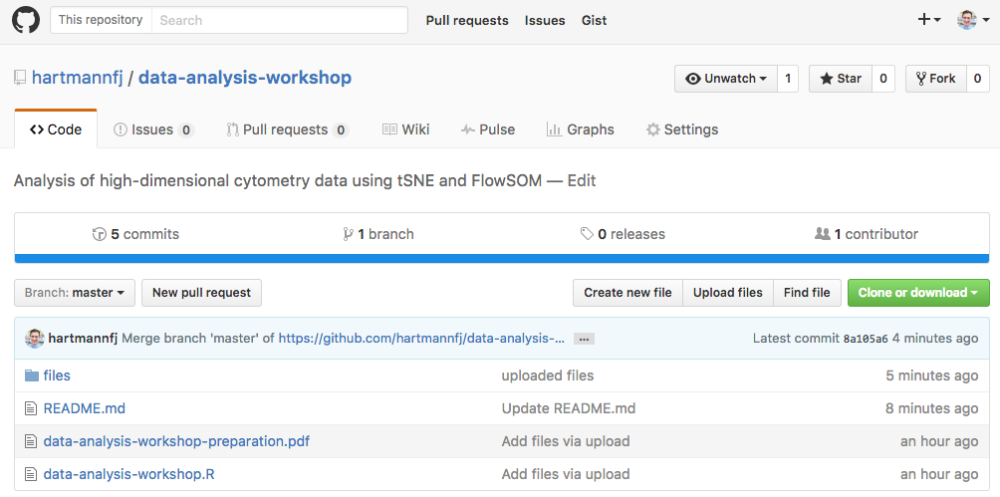 This repository Search Pull requests Issues Gist
hartmannfj / data-analysis-workshop Unwatch 1 Star 0 Fork 0
Code Issues 0 Pull requests 0 Wiki Pulse Graphs Settings
Analysis of high-dimensional cytometry data using tSNE and FlowSOM — Edit
5 commits 1 branch 0 releases 1 contributor
Branch: master New pull request Create new file Upload files Find file Clone or download
hartmannfj Merge branch 'master' of https://github.com/hartmannfj/data-analysis-... ... Latest commit 8a105a6 4 minutes ago
files uploaded files 5 minutes ago
README.md Update README.md 8 minutes ago
data-analysis-workshop-preparation.pdf Add files via upload an hour ago
data-analysis-workshop.R Add files via upload an hour ago